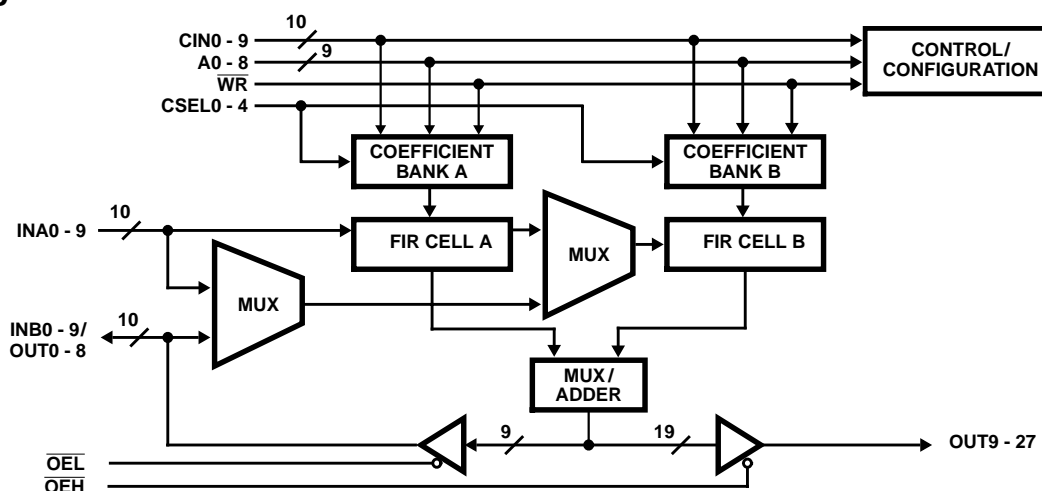 10
CIN0 - 9
9
A0 - 8
WR
CSEL0 - 4
CONTROL/
CONFIGURATION
COEFFICIENT
BANK A
COEFFICIENT
BANK B
10
INA0 - 9
FIR CELL A
MUX
FIR CELL B
MUX
10
INB0 - 9/
OUT0 - 8
MUX /
ADDER
9
19
OUT9 - 27
OEL
OEH